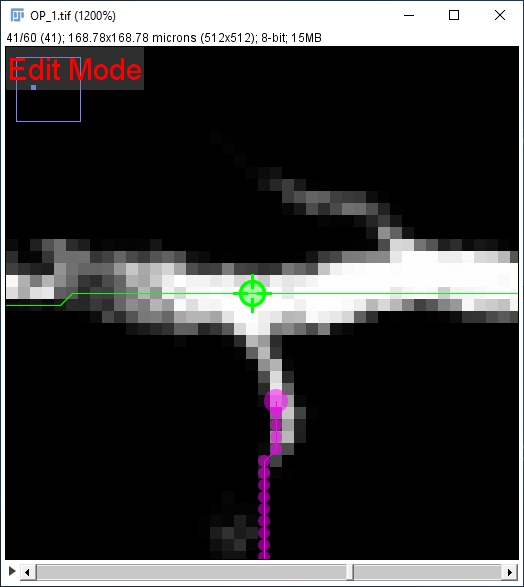 OP_1.tif (1200%)
41/60 (41); 168.78x168.78 microns (512x512); 8-bit; 15MB
Edit Mode